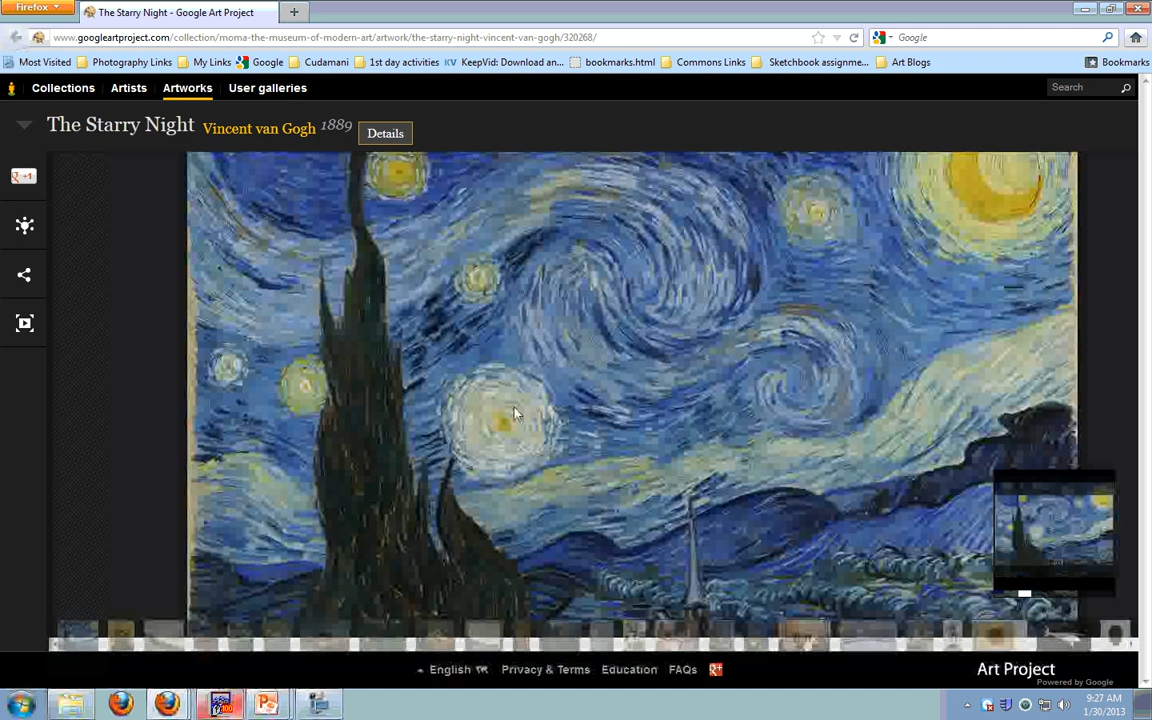 Firefox
The Starry Night - Google Art Project
www.googleartproject.com/collection/moma-the-museum-of-modern-art/artwork/the-starry-night-vincent-van-gogh/320268/
Google
Most Visited Photography Links My Links Google Cudamani 1st day activities KV KeepVid: Download an... bookmarks.html Commons Links Sketchbook assignme... Art Blogs Bookmarks
Collections Artists Artworks User galleries Search
The Starry Night Vincent van Gogh 1889 Details
+1
English Privacy & Terms Education FAQs
Art Project
Powered by Google
9:27 AM
1/30/2013